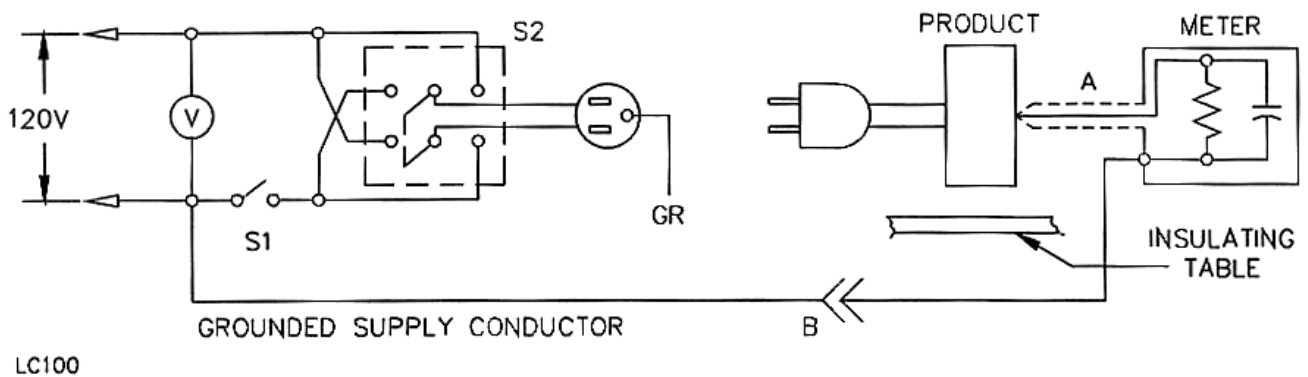 PRODUCT
METER
S2
A
120V
V
GR
S1
INSULATING
TABLE
GROUNDED SUPPLY CONDUCTOR
B
LC100